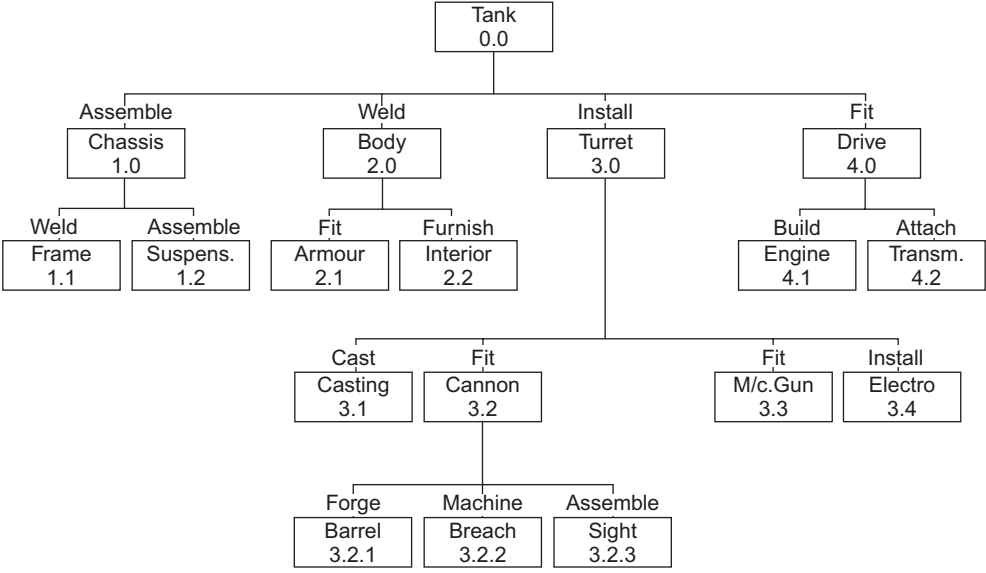 Tank
0.0
Assemble Weld Install Fit
Chassis Body Turret Drive
1.0 2.0 3.0 4.0
Weld Assemble Fit Furnish Build Attach
Frame Suspens. Armour Interior Engine Transm.
1.1 1.2 2.1 2.2 4.1 4.2
Cast Fit Fit Install
Casting Cannon M/c.Gun Electro
3.1 3.2 3.3 3.4
Forge Machine Assemble
Barrel Breach Sight
3.2.1 3.2.2 3.2.3